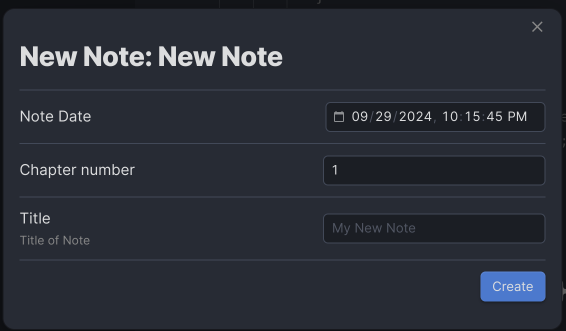 New Note: New Note
Note Date
09/29/2024, 10:15:45 PM
Chapter number
1
Title
My New Note
Title of Note
Create